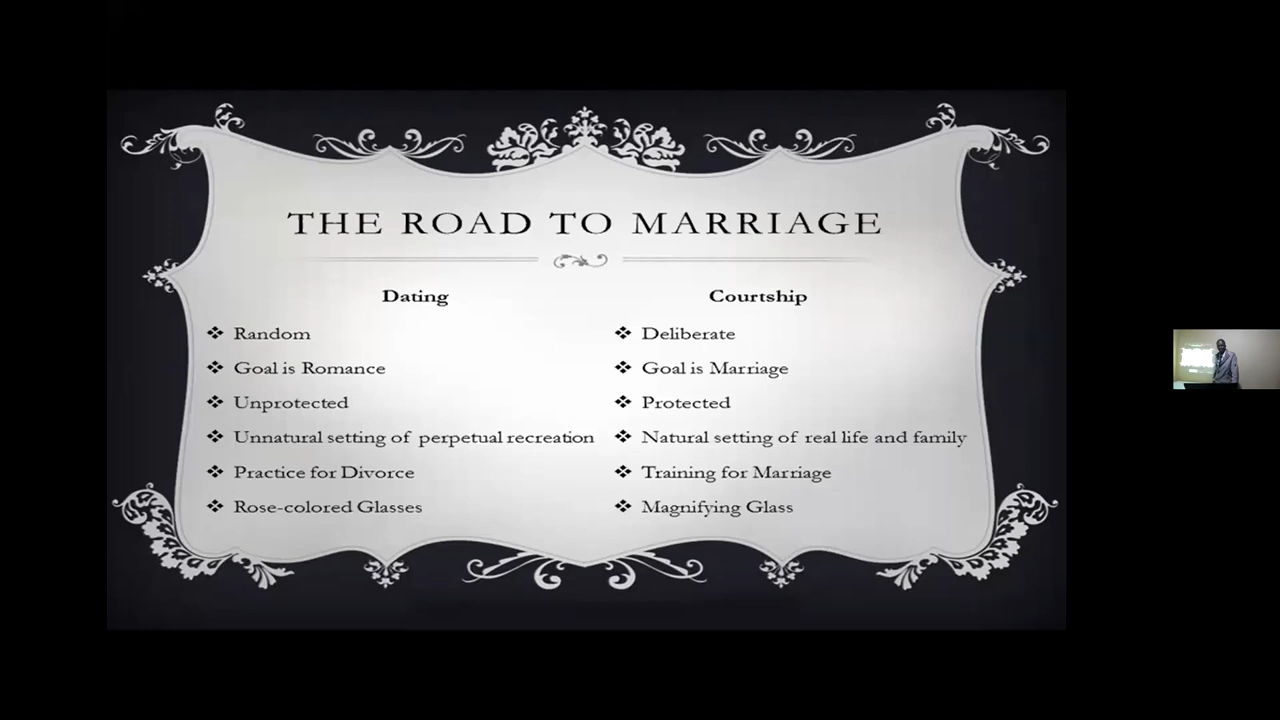 THE ROAD TO MARRIAGE
Dating
Random
Goal is Romance
Unprotected
Unnatural setting of perpetual recreation
Practice for Divorce
Rose-colored Glasses
Courtship
Deliberate
Goal is Marriage
Protected
Natural setting of real life and family
Training for Marriage
Magnifying Glass